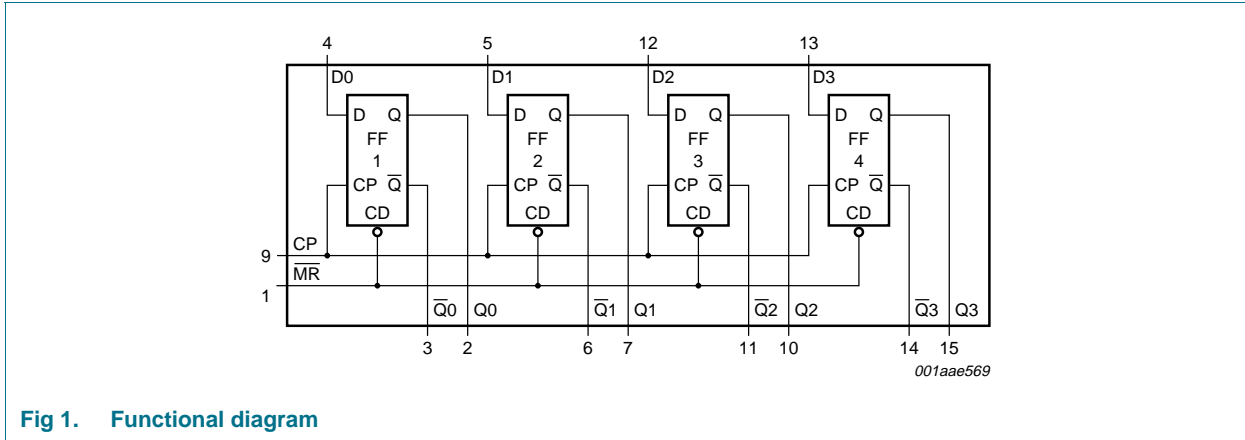 4 5 12 13
D0 D1 D2 D3
D Q D Q D Q D Q
FF FF FF FF
1 2 3 4
CP Q̅ CP Q̅ CP Q̅ CP Q̅
CD CD CD CD
9 CP
1 M̅R̅
Q̅0 Q0 Q̅1 Q1 Q̅2 Q2 Q̅3 Q3
3 2 6 7 11 10 14 15
001aae569
Fig 1. Functional diagram